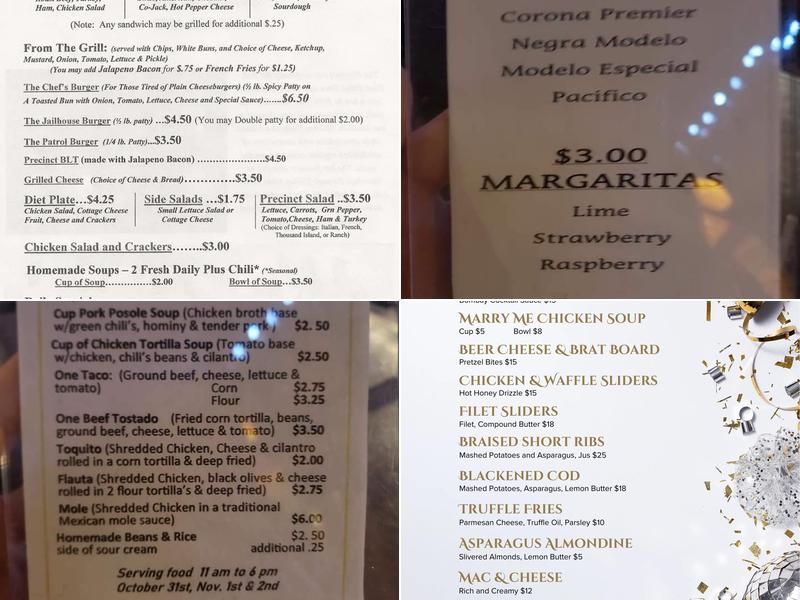 Ham, Chicken Salad
Co-Jack, Hot Pepper Cheese
Sourdough
(Note: Any sandwich may be grilled for additional $.25)
From The Grill: (served with Chips, White Buns, and Choice of Cheese, Ketchup,
Mustard, Onion, Tomato, Lettuce & Pickle)
(You may add Jalapeno Bacon for $.75 or French Fries for $1.25)
The Chef's Burger (For Those Tired of Plain Cheeseburgers) (½ lb. Spicy Patty on
A Toasted Bun with Onion, Tomato, Lettuce, Cheese and Special Sauce)......$6.50
The Jailhouse Burger (½ lb. patty) ...$4.50 (You may Double patty for additional $2.00)
The Patrol Burger (1/4 lb. Patty)...$3.50
Precinct BLT (made with Jalapeno Bacon) ......................$4.50
Grilled Cheese (Choice of Cheese & Bread)...............$3.50
Diet Plate...$4.25
Chicken Salad, Cottage Cheese
Fruit, Cheese and Crackers
Side Salads ...$1.75
Small Lettuce Salad or
Cottage Cheese
Precinct Salad ..$3.50
Lettuce, Carrots, Grn Pepper,
Tomato,Cheese, Ham & Turkey
(Choice of Dressings: Italian, French,
Thousand Island, or Ranch)
Chicken Salad and Crackers........$3.00
Homemade Soups – 2 Fresh Daily Plus Chili* (*Seasonal)
Cup of Soup.............$2.00 Bowl of Soup...$3.50
Corona Premier
Negra Modelo
Modelo Especial
Pacifico
$3.00
MARGARITAS
Lime
Strawberry
Raspberry
Cup Pork Posole Soup (Chicken broth base
w/green chili's, hominy & tender pork ) $2. 50
Cup of Chicken Tortilla Soup (Tomato base
w/chicken, chili's beans & cilantro) $2.50
One Taco: (Ground beef, cheese, lettuce &
tomato) Corn $2.75
Flour $3.25
One Beef Tostado (Fried corn tortilla, beans,
ground beef, cheese, lettuce & tomato) $3.50
Toquito (Shredded Chicken, Cheese & cilantro
rolled in a corn tortilla & deep fried) $2.00
Flauta (Shredded Chicken, black olives & cheese
rolled in 2 flour tortilla's & deep fried) $2.75
Mole (Shredded Chicken in a traditional
Mexican mole sauce) $6.00
Homemade Beans & Rice $2. 50
side of sour cream additional .25
Serving food 11 am to 6 pm
October 31st, Nov. 1st & 2nd
Bombay Cocktail Sauce $15
Marry Me Chicken Soup
Cup $5 Bowl $8
Beer Cheese & Brat Board
Pretzel Bites $15
Chicken & Waffle Sliders
Hot Honey Drizzle $15
Filet Sliders
Filet, Compound Butter $18
Braised Short Ribs
Mashed Potatoes and Asparagus, Jus $25
Blackened Cod
Mashed Potatoes, Asparagus, Lemon Butter $18
Truffle Fries
Parmesan Cheese, Truffle Oil, Parsley $10
Asparagus Almondine
Slivered Almonds, Lemon Butter $5
Mac & Cheese
Rich and Creamy $12